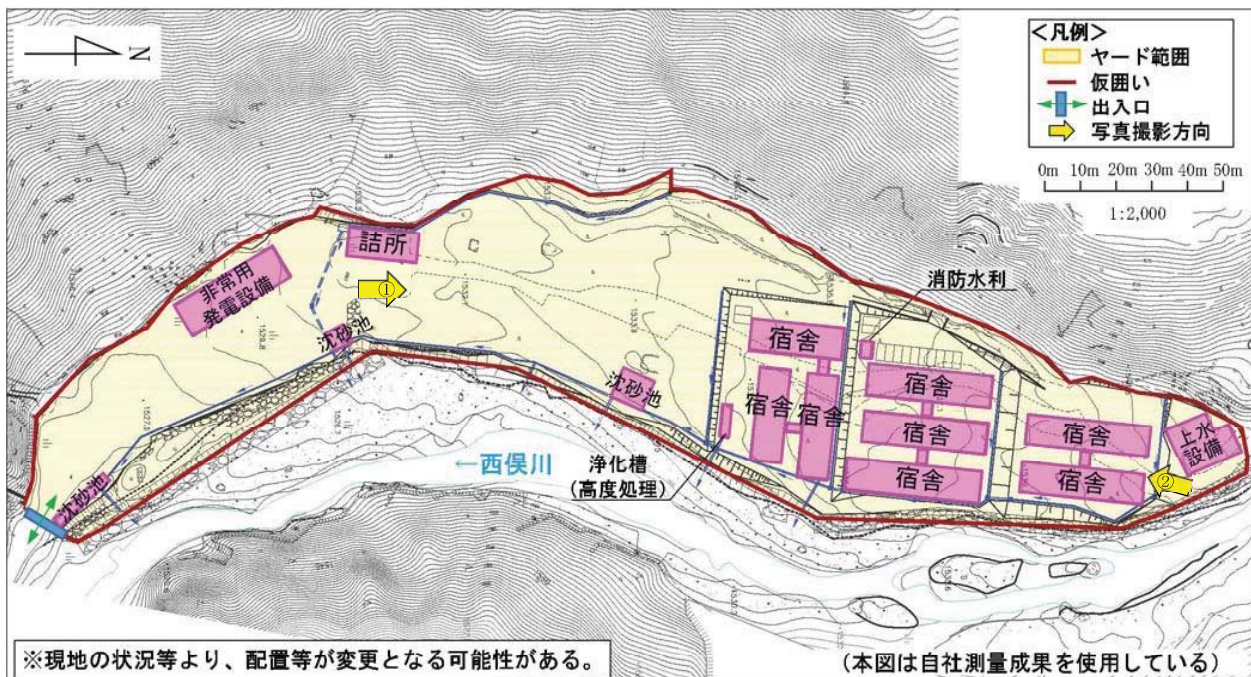 N
<凡例>
ヤード範囲
仮囲い
出入口
写真撮影方向
0m 10m 20m 30m 40m 50m
1:2,000
詰所
非常用
発電設備
①
沈砂池
沈砂池
沈砂池
消防水利
宿舎
宿舎
宿舎
宿舎
宿舎
宿舎
宿舎
宿舎
上水
設備
②
浄化槽
(高度処理)
←西俣川
※現地の状況等より、配置等が変更となる可能性がある。
(本図は自社測量成果を使用している)